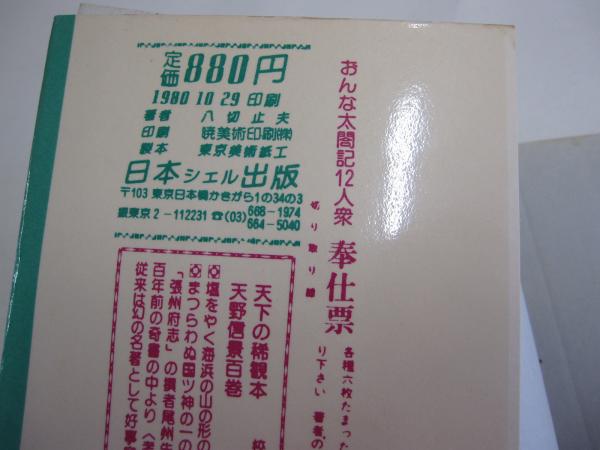 定価880円
1980 10 29 印刷
著者 八切止夫
印刷 暁美術印刷㈱
製本 東京美術紙工
日本シェル出版
〒103 東京日本橋かきがら1の34の3
銀東京2-112231 ☎(03)668-1974
664-5040
おんな太閤記12人衆 奉仕票
切り取り線
各種六枚たまった
り下さい 著者の
天下の稀観本
天野信景百巻
塩をやく海浜の山の形の
まつらわぬ国ツ神の一の
「張州府志」の撰者尾州生
百年前の奇書の中より〈若
従来は幻の名著として好事